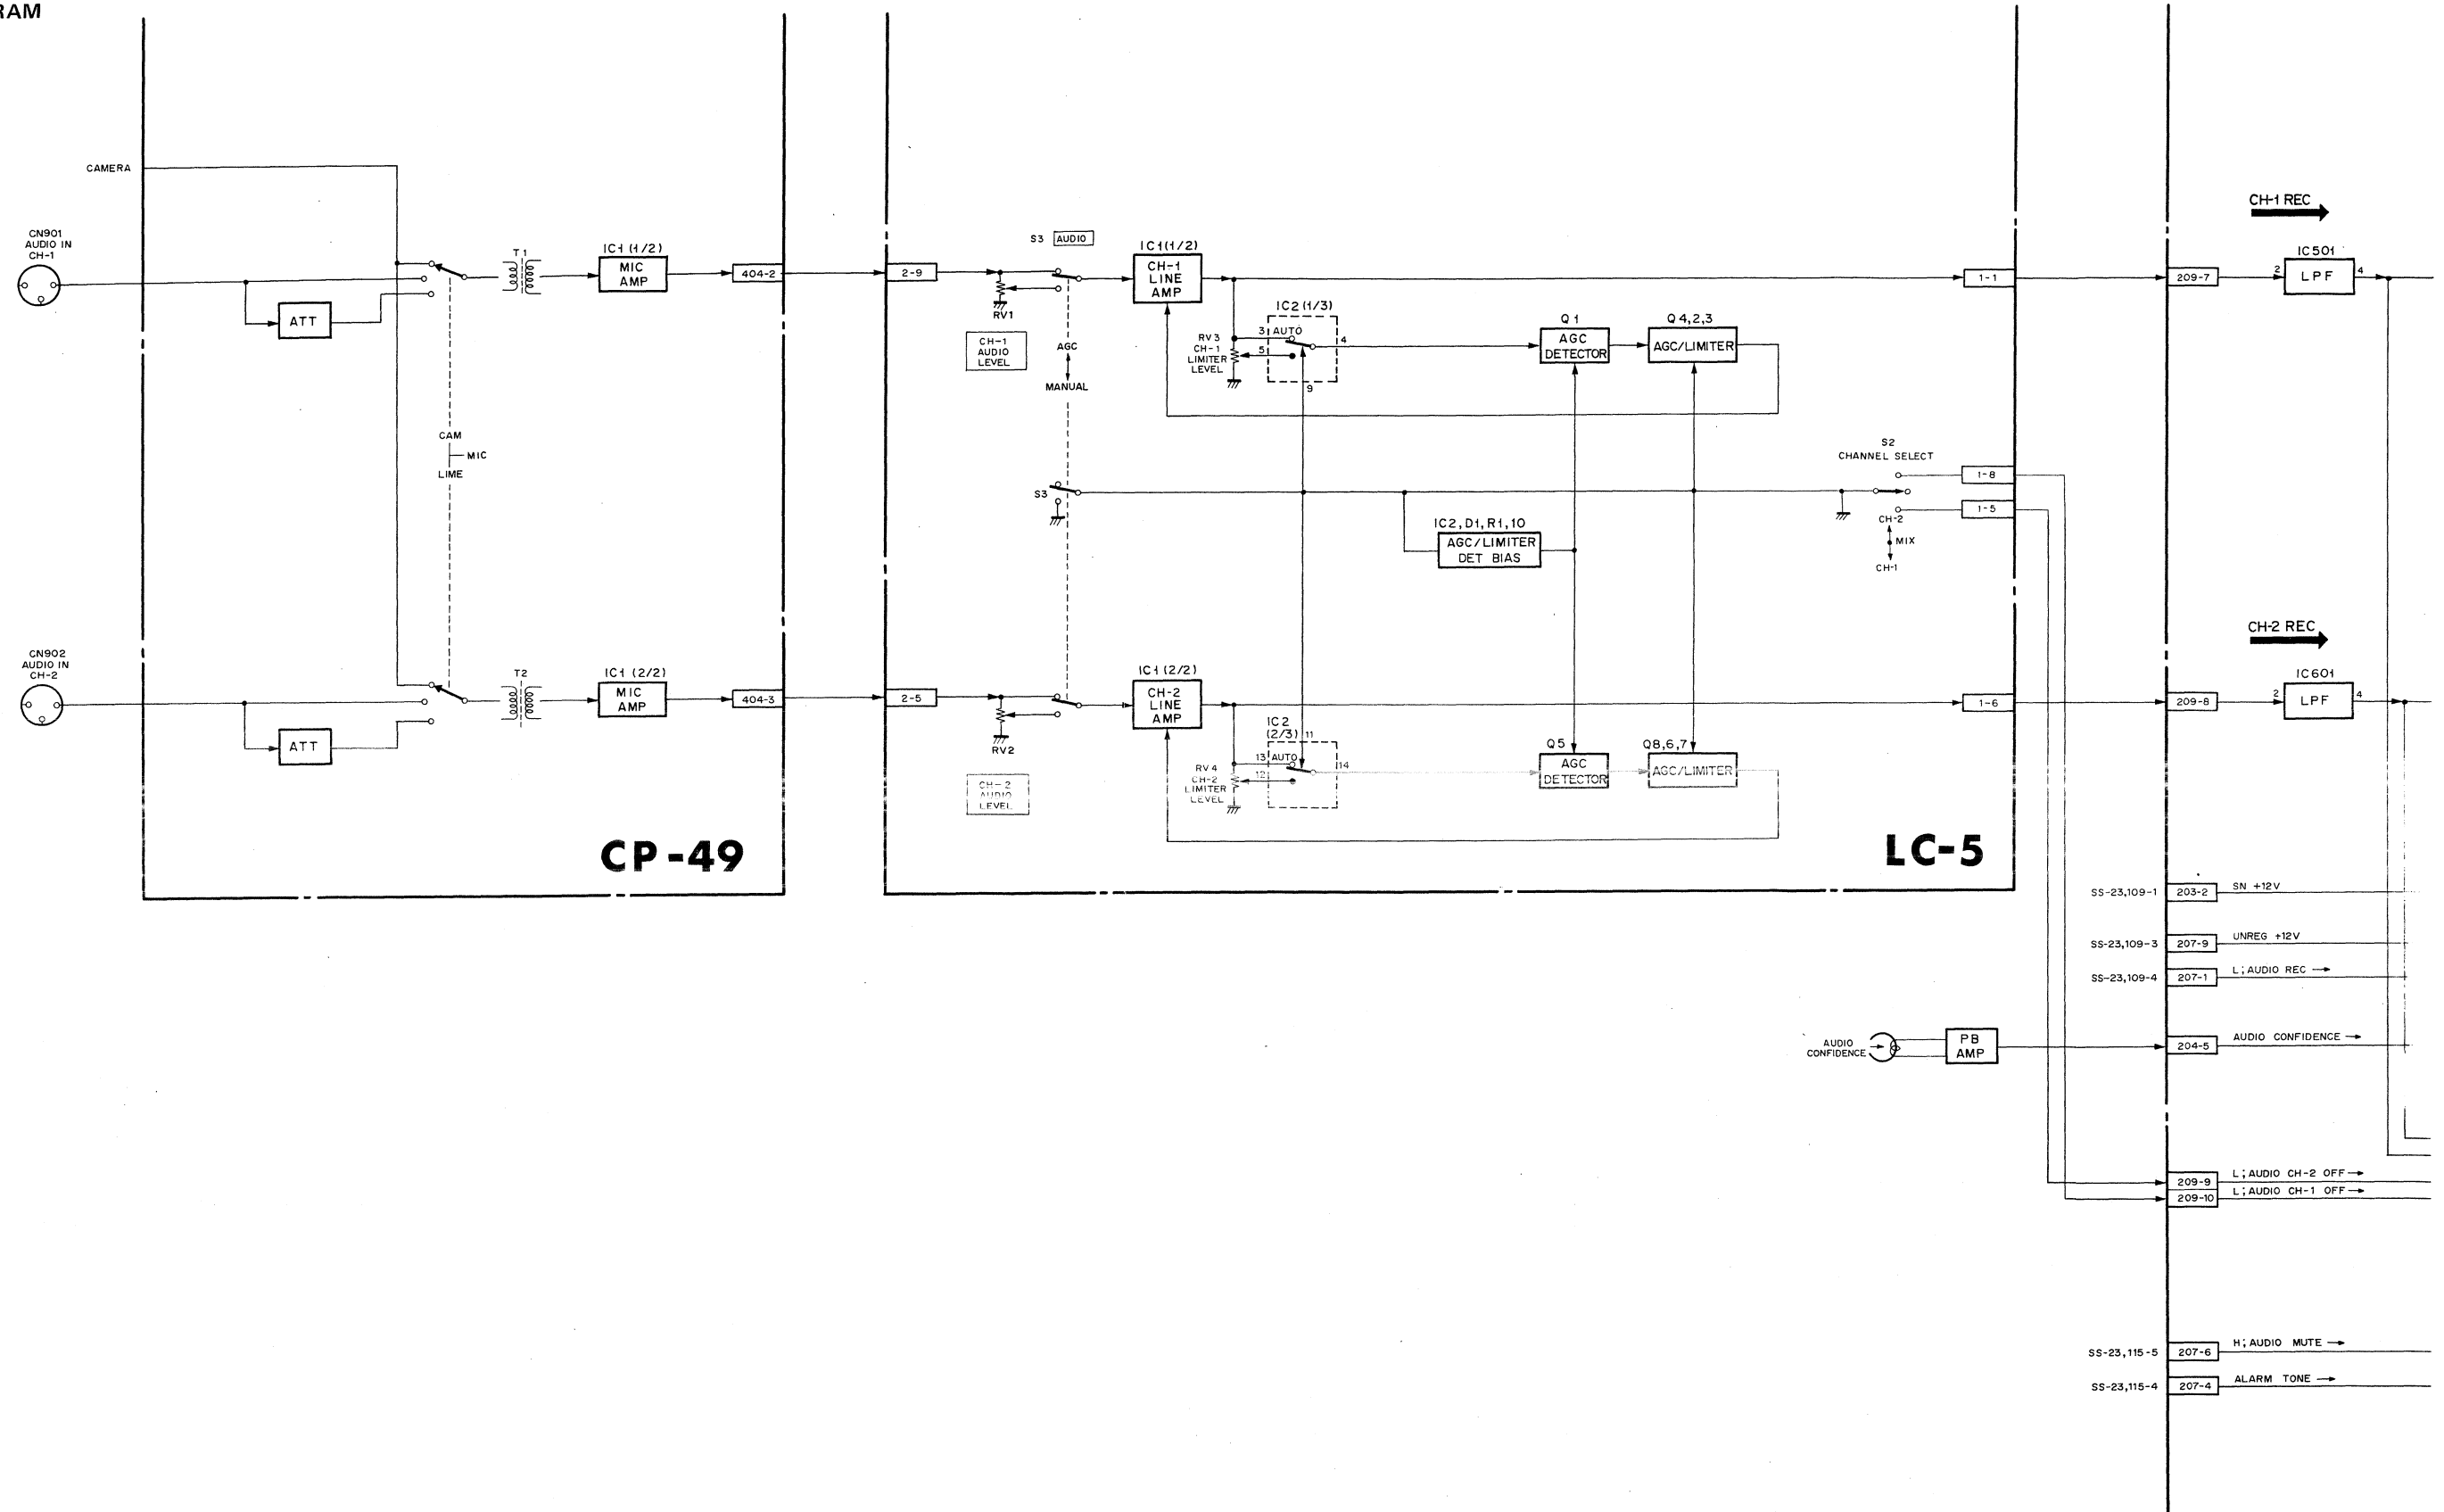 RAM
CAMERA
CN901
AUDIO IN
CH-1
ATT
T1
IC1 (1/2)
MIC
AMP
404-2
2-9
S3 AUDIO
RV1
CH-1
AUDIO
LEVEL
AGC
MANUAL
IC1(1/2)
CH-1
LINE
AMP
IC2(1/3)
3 AUTO
4
5
9
RV3
CH-1
LIMITER
LEVEL
Q1
AGC
DETECTOR
Q4,2,3
AGC/LIMITER
1-1
209-7
CH-1 REC
IC501
2
LPF
4
CAM
MIC
LIME
S3
IC2,D1,R1,10
AGC/LIMITER
DET BIAS
S2
CHANNEL SELECT
1-8
1-5
CH-2
MIX
CH-1
CN902
AUDIO IN
CH-2
ATT
T2
IC1 (2/2)
MIC
AMP
404-3
2-5
RV2
CH-2
AUDIO
LEVEL
IC1 (2/2)
CH-2
LINE
AMP
IC2
(2/3)
11
13 AUTO
12
14
RV4
CH-2
LIMITER
LEVEL
Q5
AGC
DETECTOR
Q8,6,7
AGC/LIMITER
1-6
209-8
CH-2 REC
IC601
2
LPF
4
CP-49
LC-5
SS-23,109-1 203-2 SN +12V
SS-23,109-3 207-9 UNREG +12V
SS-23,109-4 207-1 L;AUDIO REC →
AUDIO
CONFIDENCE
PB
AMP
204-5 AUDIO CONFIDENCE →
209-9 L;AUDIO CH-2 OFF →
209-10 L;AUDIO CH-1 OFF →
SS-23,115-5 207-6 H;AUDIO MUTE →
SS-23,115-4 207-4 ALARM TONE →